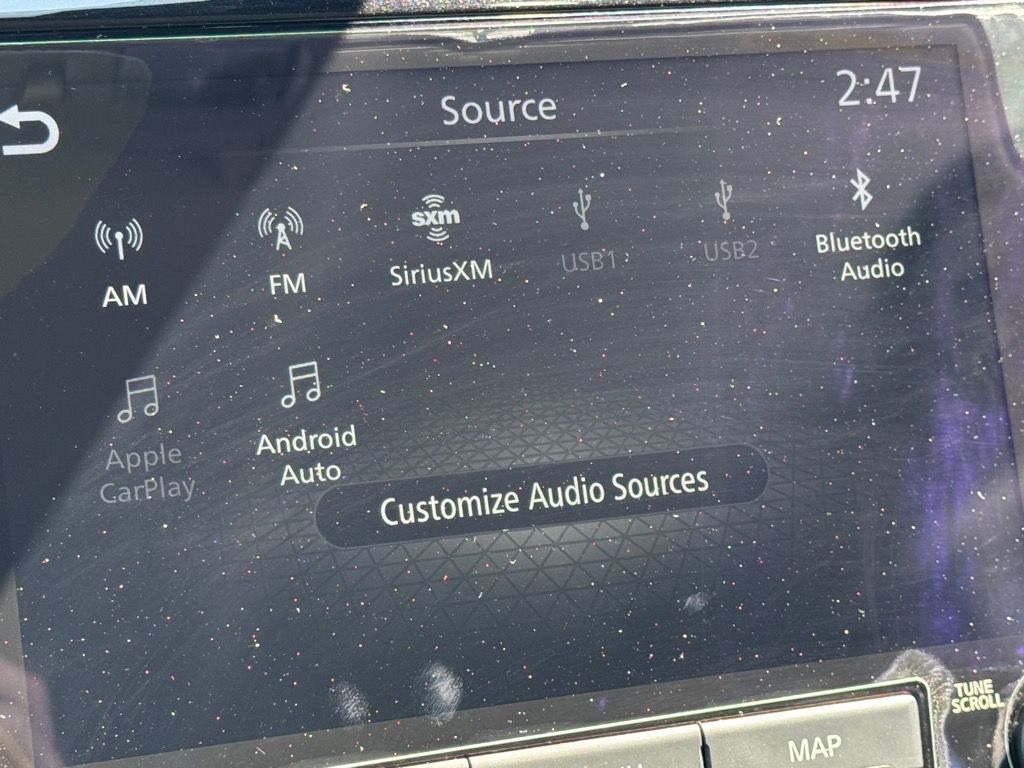 Source
2:47
AM
FM
sxm
SiriusXM
USB1
USB2
Bluetooth
Audio
Apple
CarPlay
Android
Auto
Customize Audio Sources
MAP
TUNE
SCROLL